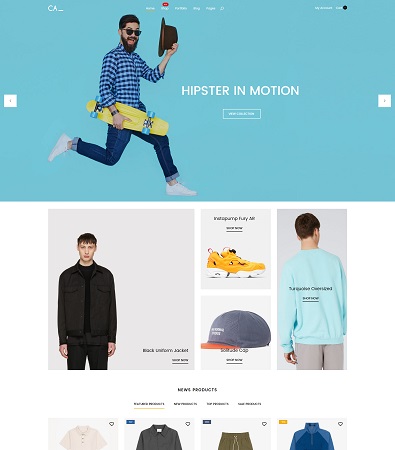 CA_
Home Shop Portfolio Blog Pages
My account Cart
HIPSTER IN MOTION
VIEW COLLECTION
Instapump Fury AR
SHOP NOW
Turquoise Oversized
SHOP NOW
Black Uniform Jacket
SHOP NOW
Solitude Cap
SHOP NOW
NEWS PRODUCTS
FEATURED PRODUCTS NEW PRODUCTS TOP PRODUCTS SALE PRODUCTS